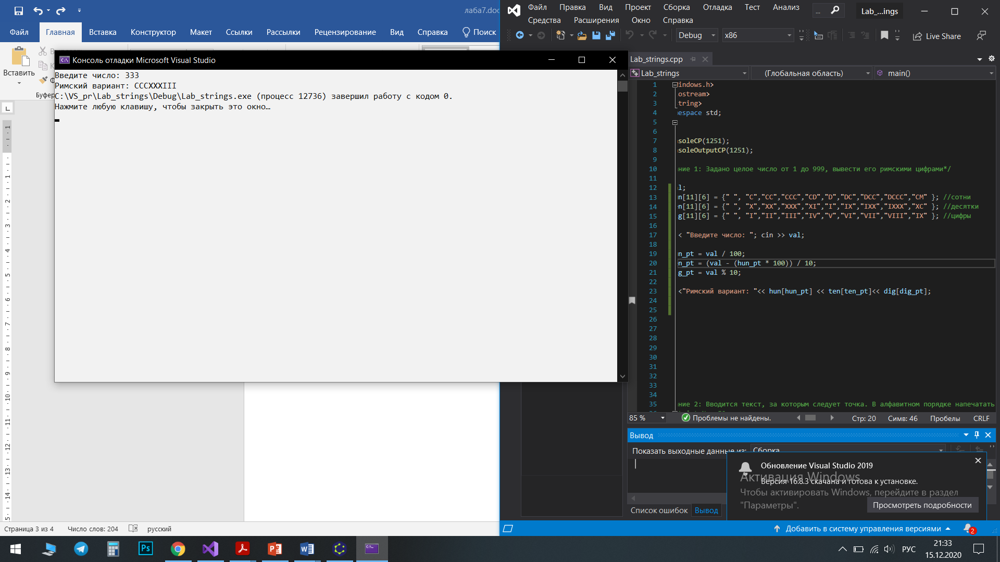 лаба7.doc
Файл Главная Вставка Конструктор Макет Ссылки Рассылки Рецензирование Вид Справка Поиск
Вставить
Буфер
Консоль отладки Microsoft Visual Studio
Введите число: 333
Римский вариант: CCCXXXIII
C:\VS_pr\Lab_strings\Debug\Lab_strings.exe (процесс 12736) завершил работу с кодом 0.
Нажмите любую клавишу, чтобы закрыть это окно…
Страница 3 из 4 Число слов: 204 русский
Файл Правка Вид Проект Сборка Отладка Тест Анализ ... Lab_...ings
Средства Расширения Окно Справка
Debug x86 Live Share
Lab_strings.cpp
Lab_strings (Глобальная область) main()
1 indows.h>
2 ostream>
3 tring>
4 espace std;
5
6
7 soleCP(1251);
8 soleOutputCP(1251);
9
10 ние 1: Задано целое число от 1 до 999, вывести его римскими цифрами*/
11
12 l;
13 n[11][6] = {" ", "C","CC","CCC","CD","D","DC","DCC","DCCC","CM" }; //сотни
14 n[11][6] = {" ", "X","XX","XXX","XI","I","IX","IXX","IXXX","XC" }; //десятки
15 g[11][6] = {" ", "I","II","III","IV","V","VI","VII","VIII","IX" }; //цифры
16
17 < "Введите число: "; cin >> val;
18
19 n_pt = val / 100;
20 n_pt = (val - (hun_pt * 100)) / 10;
21 g_pt = val % 10;
22
23 <"Римский вариант: "<< hun[hun_pt] << ten[ten_pt]<< dig[dig_pt];
24
25
26
27
28
29
30
31
32
33
34
35 ние 2: Вводится текст, за которым следует точка. В алфавитном порядке напечатать
85 % Проблемы не найдены. Стр: 20 Симв: 46 Пробелы CRLF
Вывод
Показать выходные данные из: Сборка
Обновление Visual Studio 2019
Активация Windows
Версия 16.8.3 скачана и готова к установке.
Чтобы активировать Windows, перейдите в раздел
"Параметры".
Просмотреть подробности
Список ошибок Вывод
Добавить в систему управления версиями 2
РУС 21:33
15.12.2020